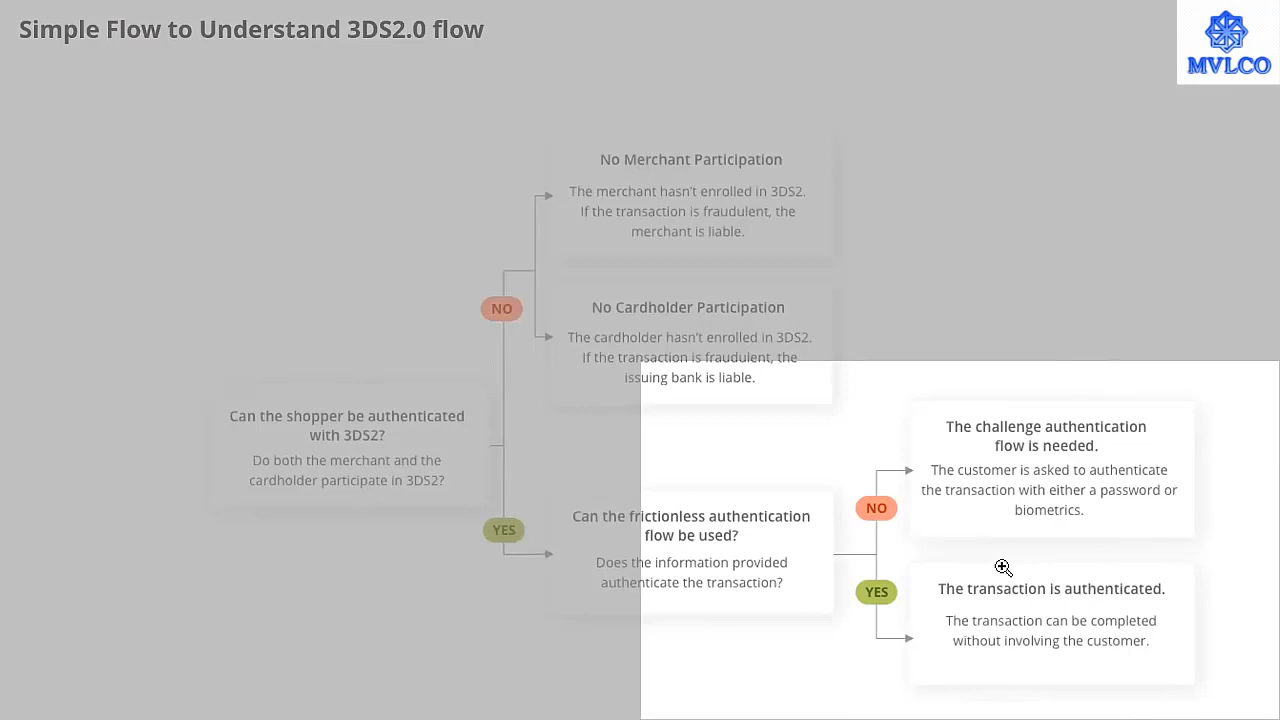 Simple Flow to Understand 3DS2.0 flow
MVLCO
No Merchant Participation
The merchant hasn't enrolled in 3DS2.
If the transaction is fraudulent, the
merchant is liable.
NO
No Cardholder Participation
The cardholder hasn't enrolled in 3DS2.
If the transaction is fraudulent, the
issuing bank is liable.
Can the shopper be authenticated
with 3DS2?
Do both the merchant and the
cardholder participate in 3DS2?
YES
Can the frictionless authentication
flow be used?
Does the information provided
authenticate the transaction?
NO
The challenge authentication
flow is needed.
The customer is asked to authenticate
the transaction with either a password or
biometrics.
YES
The transaction is authenticated.
The transaction can be completed
without involving the customer.